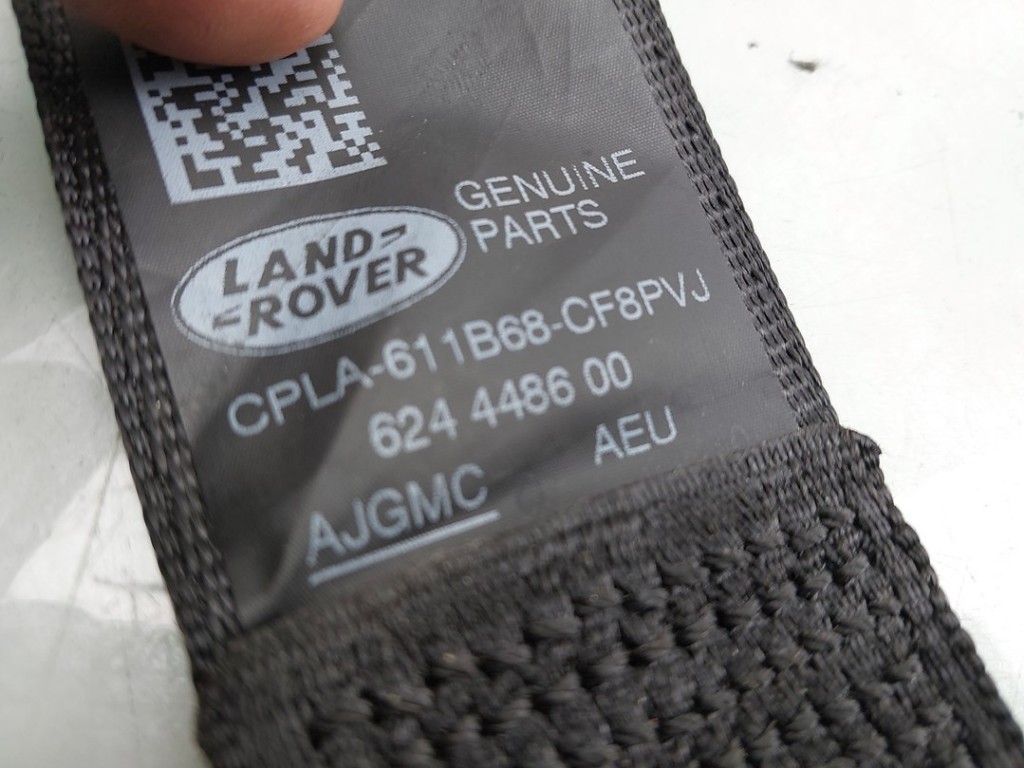 GENUINE
PARTS
LAND
ROVER
CPLA-611B68-CF8PVJ
624 4486 00
AEU
AJGMC